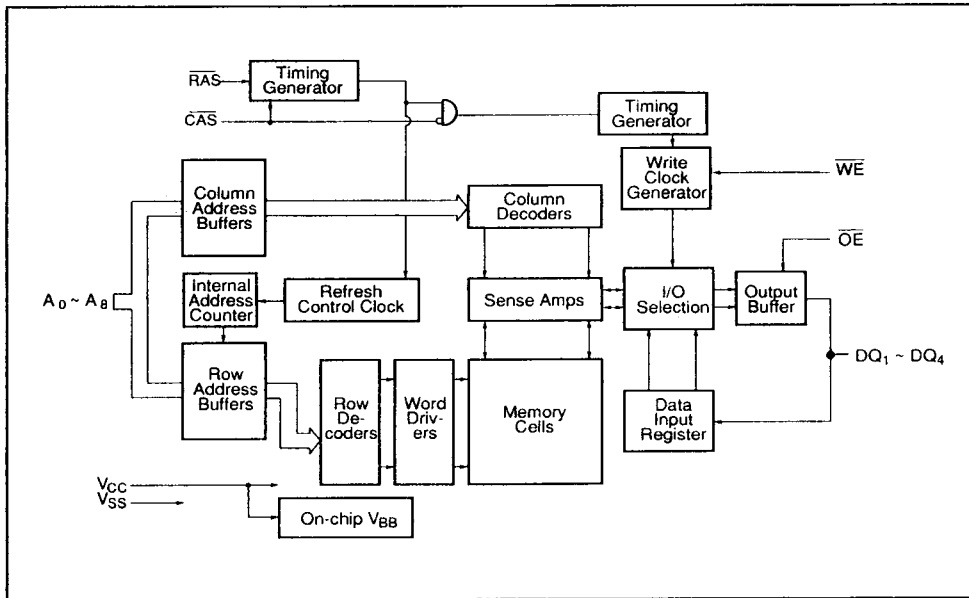 RAS
Timing
Generator
CAS
Timing
Generator
Write
Clock
Generator
WE
Column
Address
Buffers
Column
Decoders
OE
A0 ~ A8
Internal
Address
Counter
Refresh
Control Clock
Sense Amps
I/O
Selection
Output
Buffer
Row
Address
Buffers
Row
De-
coders
Word
Driv-
ers
Memory
Cells
Data
Input
Register
DQ1 ~ DQ4
VCC
VSS
On-chip VBB